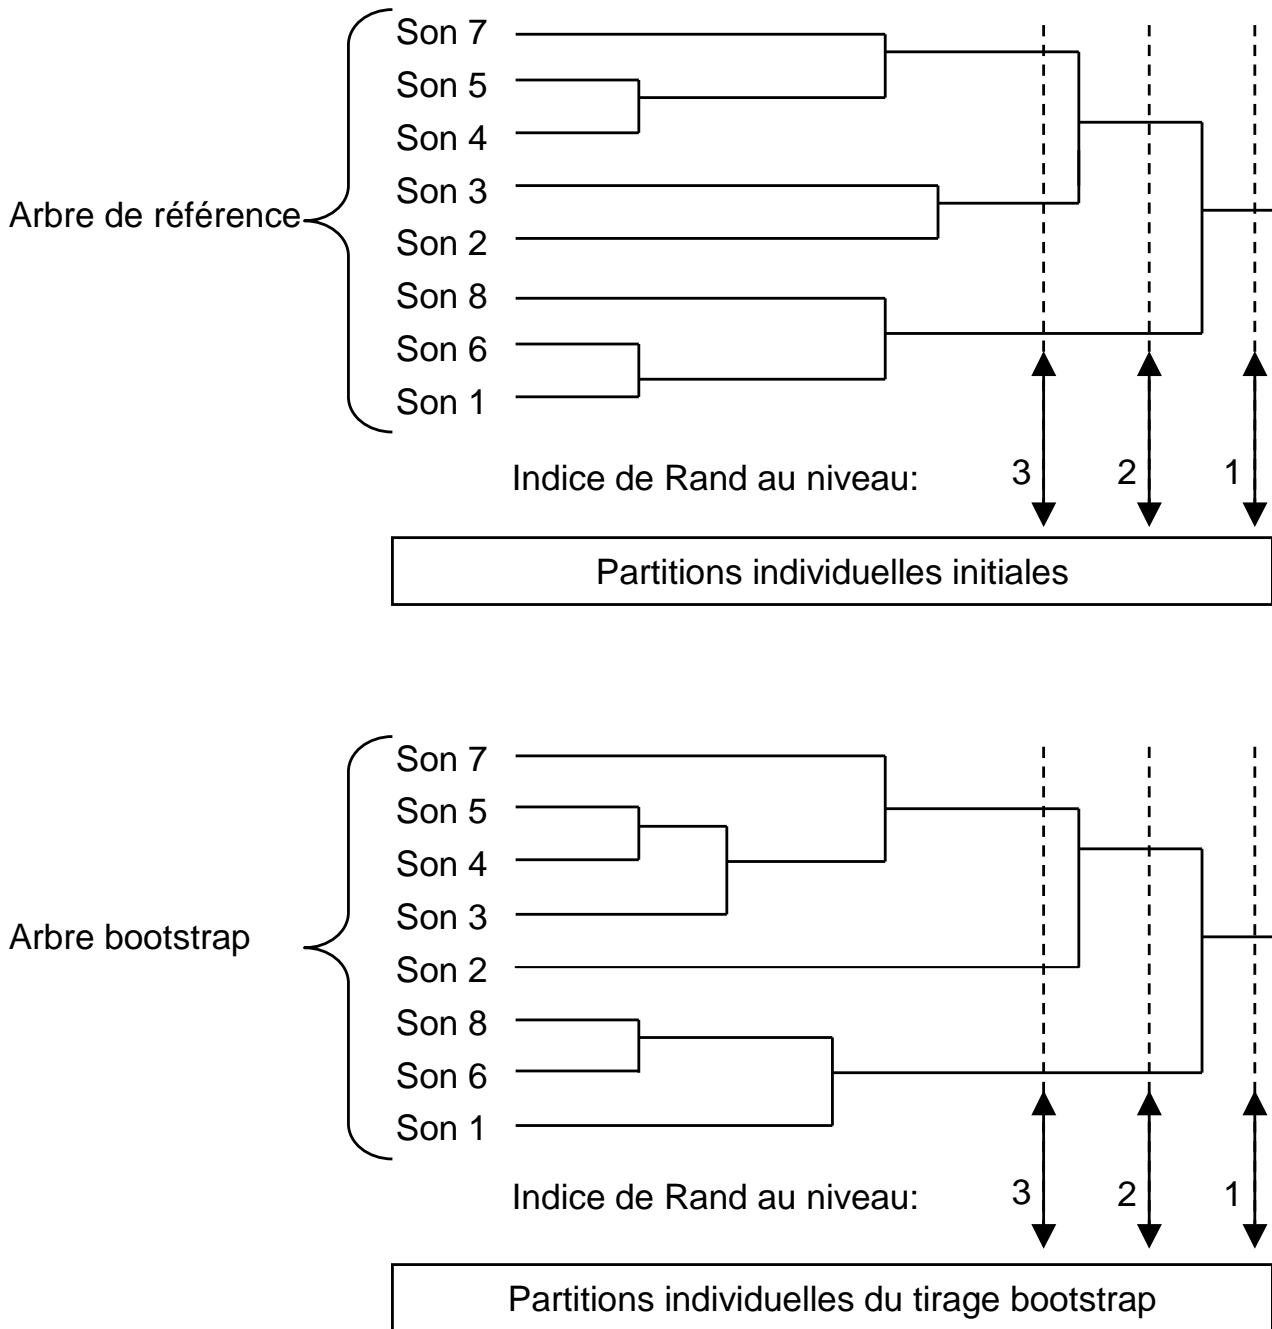 Son 7
Son 5
Son 4
Son 3
Arbre de référence
Son 2
Son 8
Son 6
Son 1
Indice de Rand au niveau:
3
2
1
Partitions individuelles initiales
Son 7
Son 5
Son 4
Son 3
Arbre bootstrap
Son 2
Son 8
Son 6
Son 1
Indice de Rand au niveau:
3
2
1
Partitions individuelles du tirage bootstrap